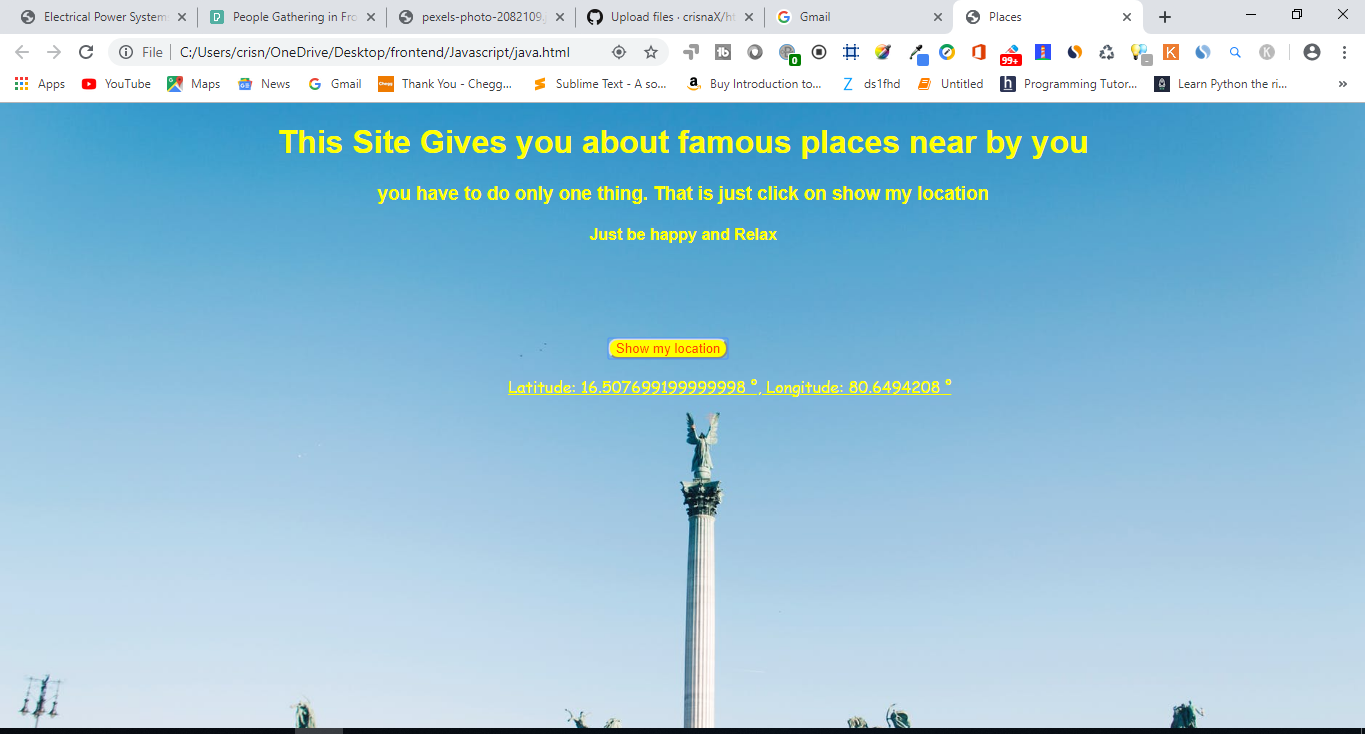 Electrical Power System
People Gathering in Fro
pexels-photo-2082109.j
Upload files · crisnaX/ht
Gmail
Places
File
C:/Users/crisn/OneDrive/Desktop/frontend/Javascript/java.html
tb
0
99+
K
K
Apps
YouTube
Maps
News
Gmail
Thank You - Chegg...
Sublime Text - A so...
Buy Introduction to...
ds1fhd
Untitled
Programming Tutor...
Learn Python the ri...
This Site Gives you about famous places near by you
you have to do only one thing. That is just click on show my location
Just be happy and Relax
Show my location
Latitude: 16.507699199999998 °, Longitude: 80.6494208 °